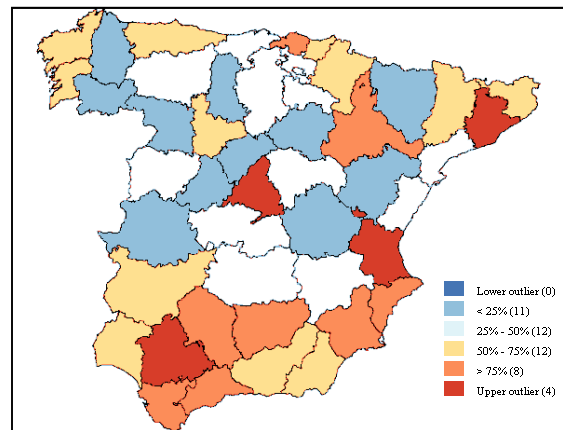 Lower outlier (0)
< 25% (11)
25% - 50% (12)
50% - 75% (12)
> 75% (8)
Upper outlier (4)